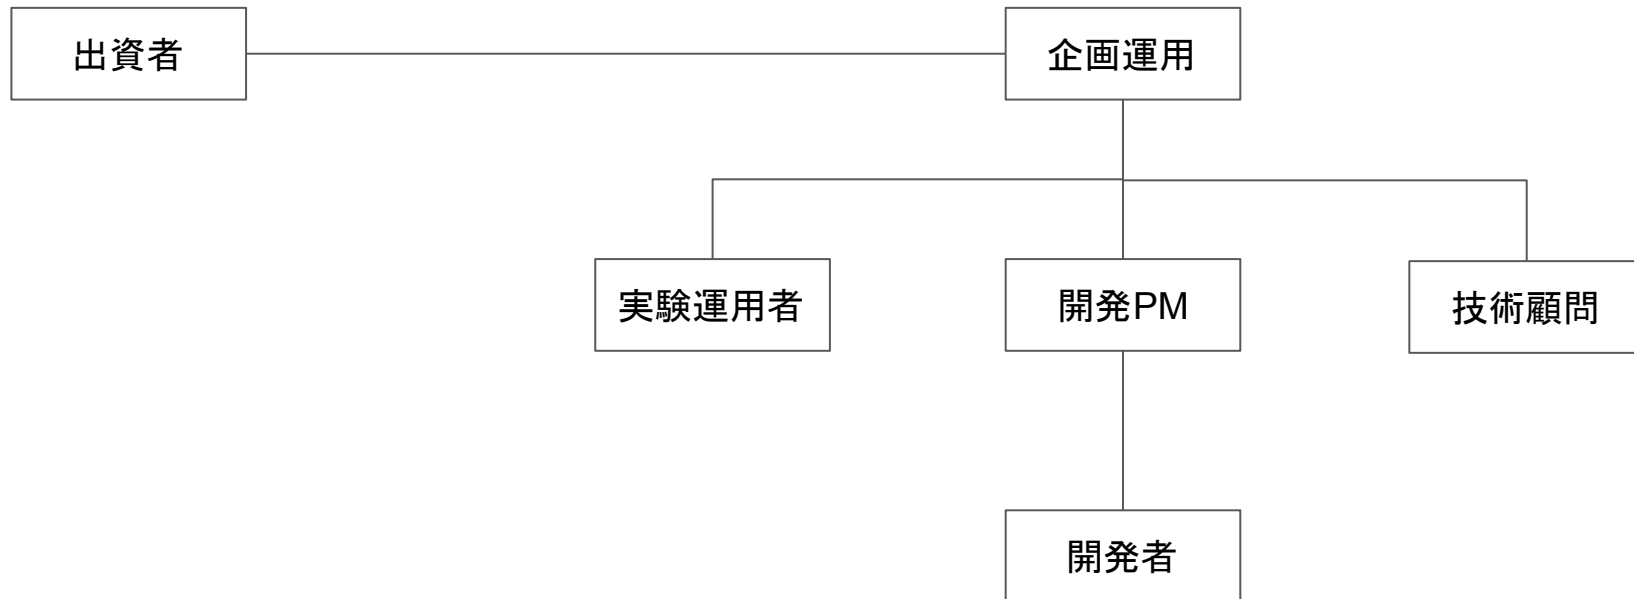 出資者
企画運用
実験運用者
開発PM
技術顧問
開発者